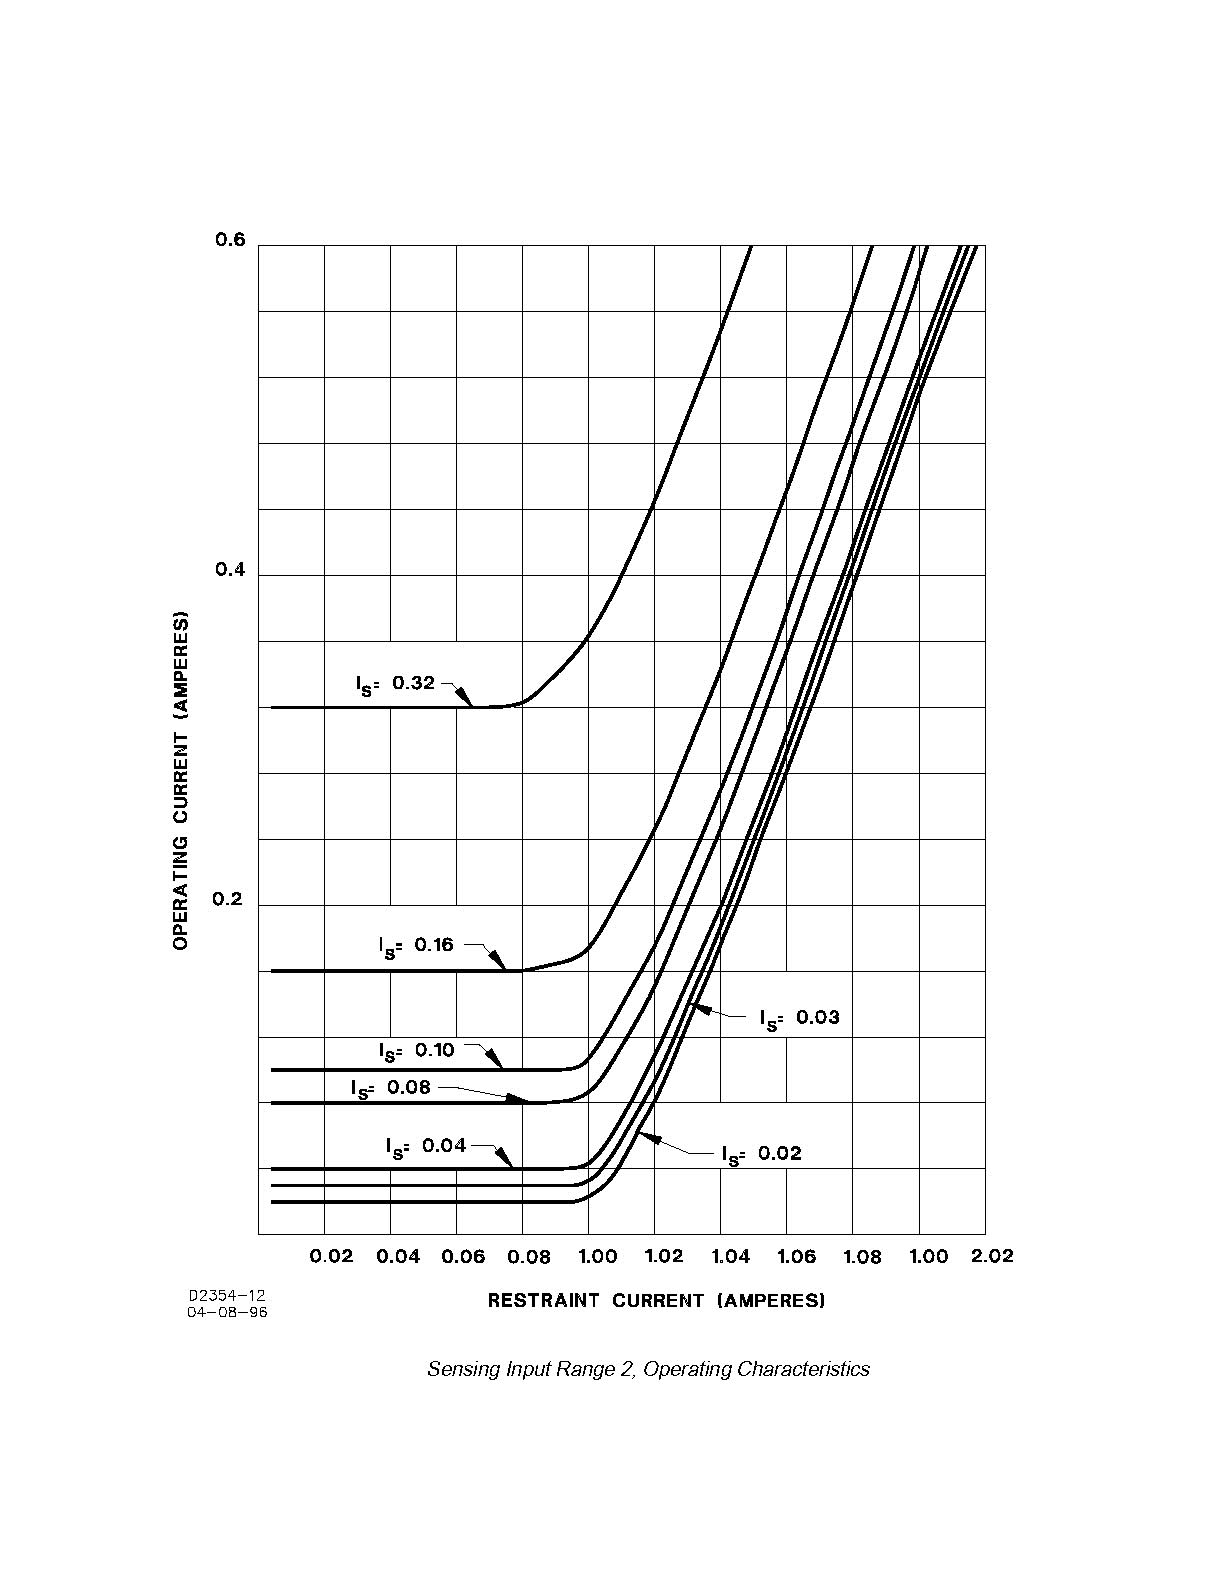 0.6
0.4
0.2
OPERATING CURRENT (AMPERES)
IS= 0.32
IS= 0.16
IS= 0.03
IS= 0.10
IS= 0.08
IS= 0.04
IS= 0.02
0.02 0.04 0.06 0.08 1.00 1.02 1.04 1.06 1.08 1.00 2.02
D2354-12
04-08-96
RESTRAINT CURRENT (AMPERES)
Sensing Input Range 2, Operating Characteristics